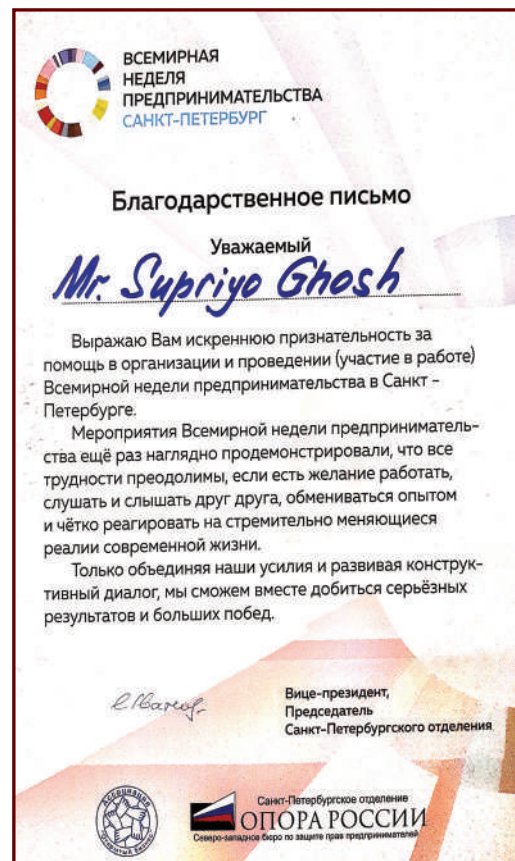 ВСЕМИРНАЯ
НЕДЕЛЯ
ПРЕДПРИНИМАТЕЛЬСТВА
САНКТ-ПЕТЕРБУРГ
Благодарственное письмо
Уважаемый
Mr. Supriyo Ghosh
Выражаю Вам искреннюю признательность за
помощь в организации и проведении (участие в работе)
Всемирной недели предпринимательства в Санкт –
Петербурге.
Мероприятия Всемирной недели предприниматель-
ства ещё раз наглядно продемонстрировали, что все
трудности преодолимы, если есть желание работать,
слушать и слышать друг друга, обмениваться опытом
и чётко реагировать на стремительно меняющиеся
реалии современной жизни.
Только объединяя наши усилия и развивая конструк-
тивный диалог, мы сможем вместе добиться серьёзных
результатов и больших побед.
Вице-президент,
Председатель
Санкт-Петербургского отделения
Ассоциация
Открытый бизнес
Санкт-Петербургское отделение
ОПОРА РОССИИ
Северо-западное бюро по защите прав предпринимателей